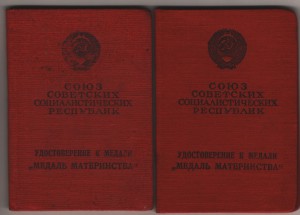 СОЮЗ
СОВЕТСКИХ
СОЦИАЛИСТИЧЕСКИХ
РЕСПУБЛИК
УДОСТОВЕРЕНИЕ К МЕДАЛИ
„МЕДАЛЬ МАТЕРИНСТВА“
СОЮЗ
СОВЕТСКИХ
СОЦИАЛИСТИЧЕСКИХ
РЕСПУБЛИК
УДОСТОВЕРЕНИЕ К МЕДАЛИ
„МЕДАЛЬ МАТЕРИНСТВА“